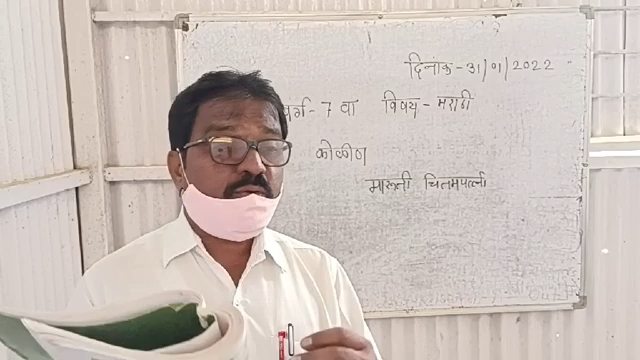 दिनांक - 31/01/2022
वर्ग - 7 वा विषय - मराठी
कोळीण
मारुती चितमपल्ली